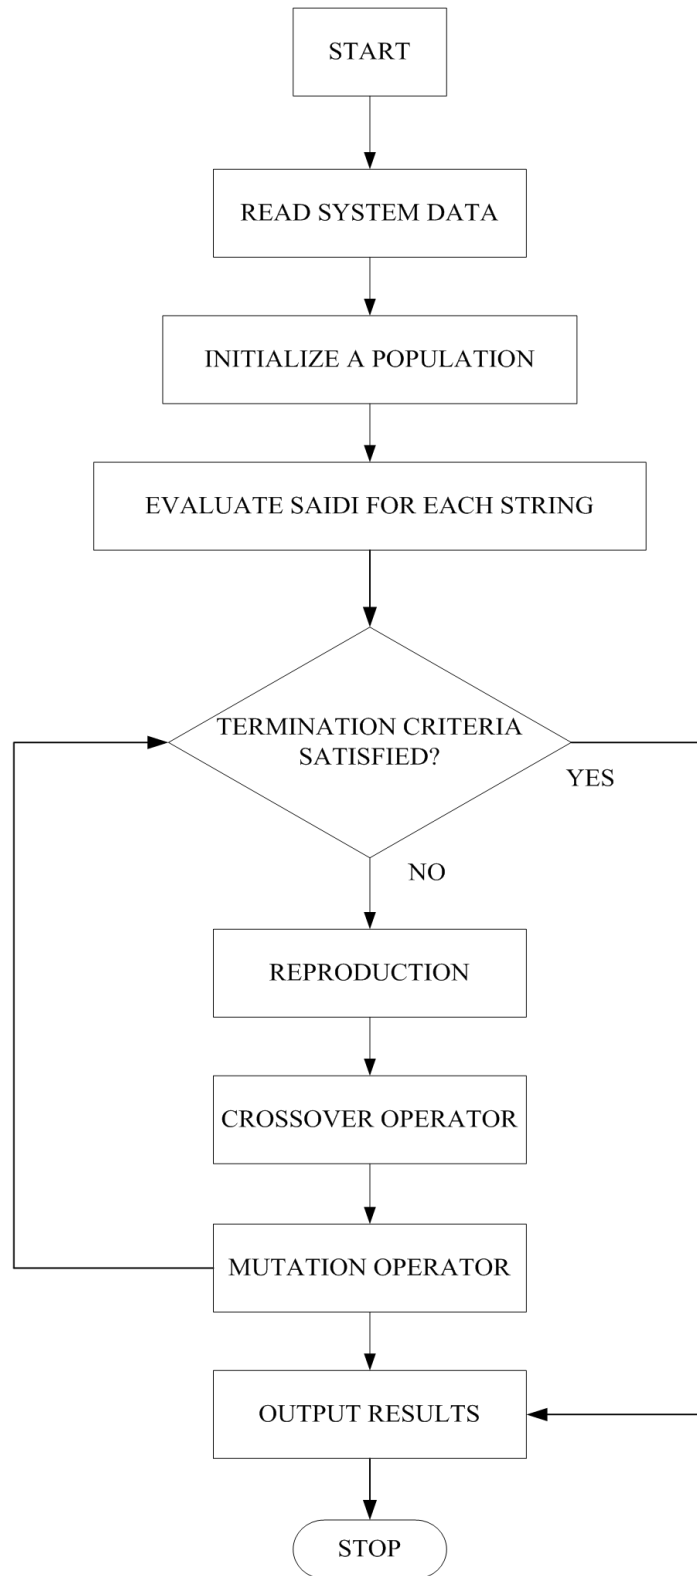 START
READ SYSTEM DATA
INITIALIZE A POPULATION
EVALUATE SAIDI FOR EACH STRING
TERMINATION CRITERIA
SATISFIED?
YES
NO
REPRODUCTION
CROSSOVER OPERATOR
MUTATION OPERATOR
OUTPUT RESULTS
STOP